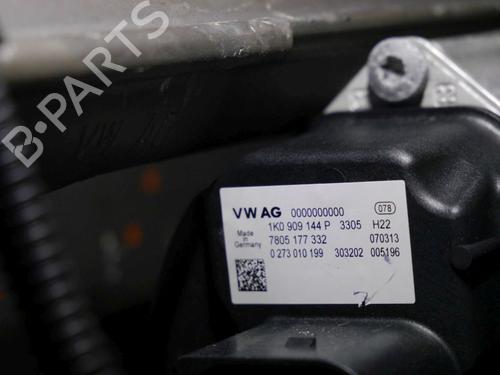 B-PARTS
VW AG 0000000000 078
1K0 909 144 P 3305 H22
Made in Germany
7805 177 332 070313
0 273 010 199 303202 005196